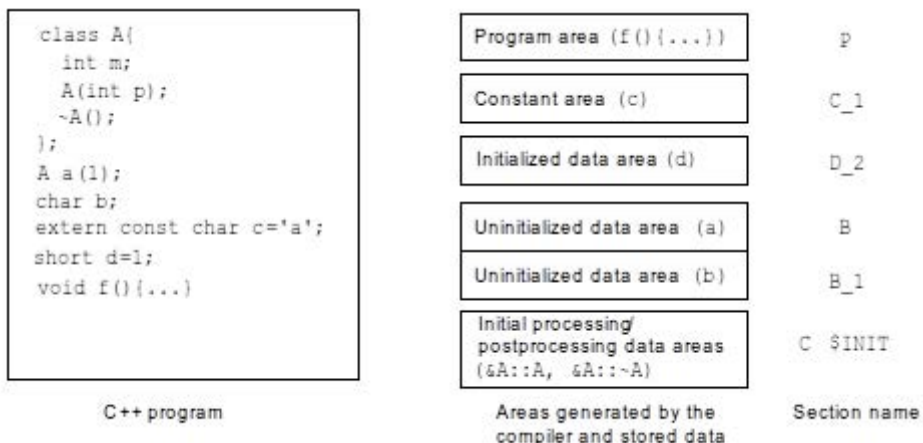 class A{
int m;
A(int p);
~A();
};
A a(1);
char b;
extern const char c='a';
short d=1;
void f(){...}
C++ program
Program area (f(){...})
Constant area (c)
Initialized data area (d)
Uninitialized data area (a)
Uninitialized data area (b)
Initial processing/
postprocessing data areas
(&A::A, &A::~A)
Areas generated by the
compiler and stored data
P
C_1
D_2
B
B_1
C $INIT
Section name